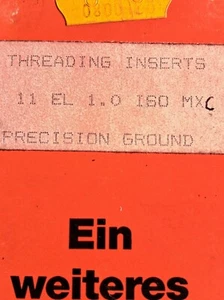 THREADING INSERTS
11 EL 1.0 ISO MXC
PRECISION GROUND
Ein
weiteres